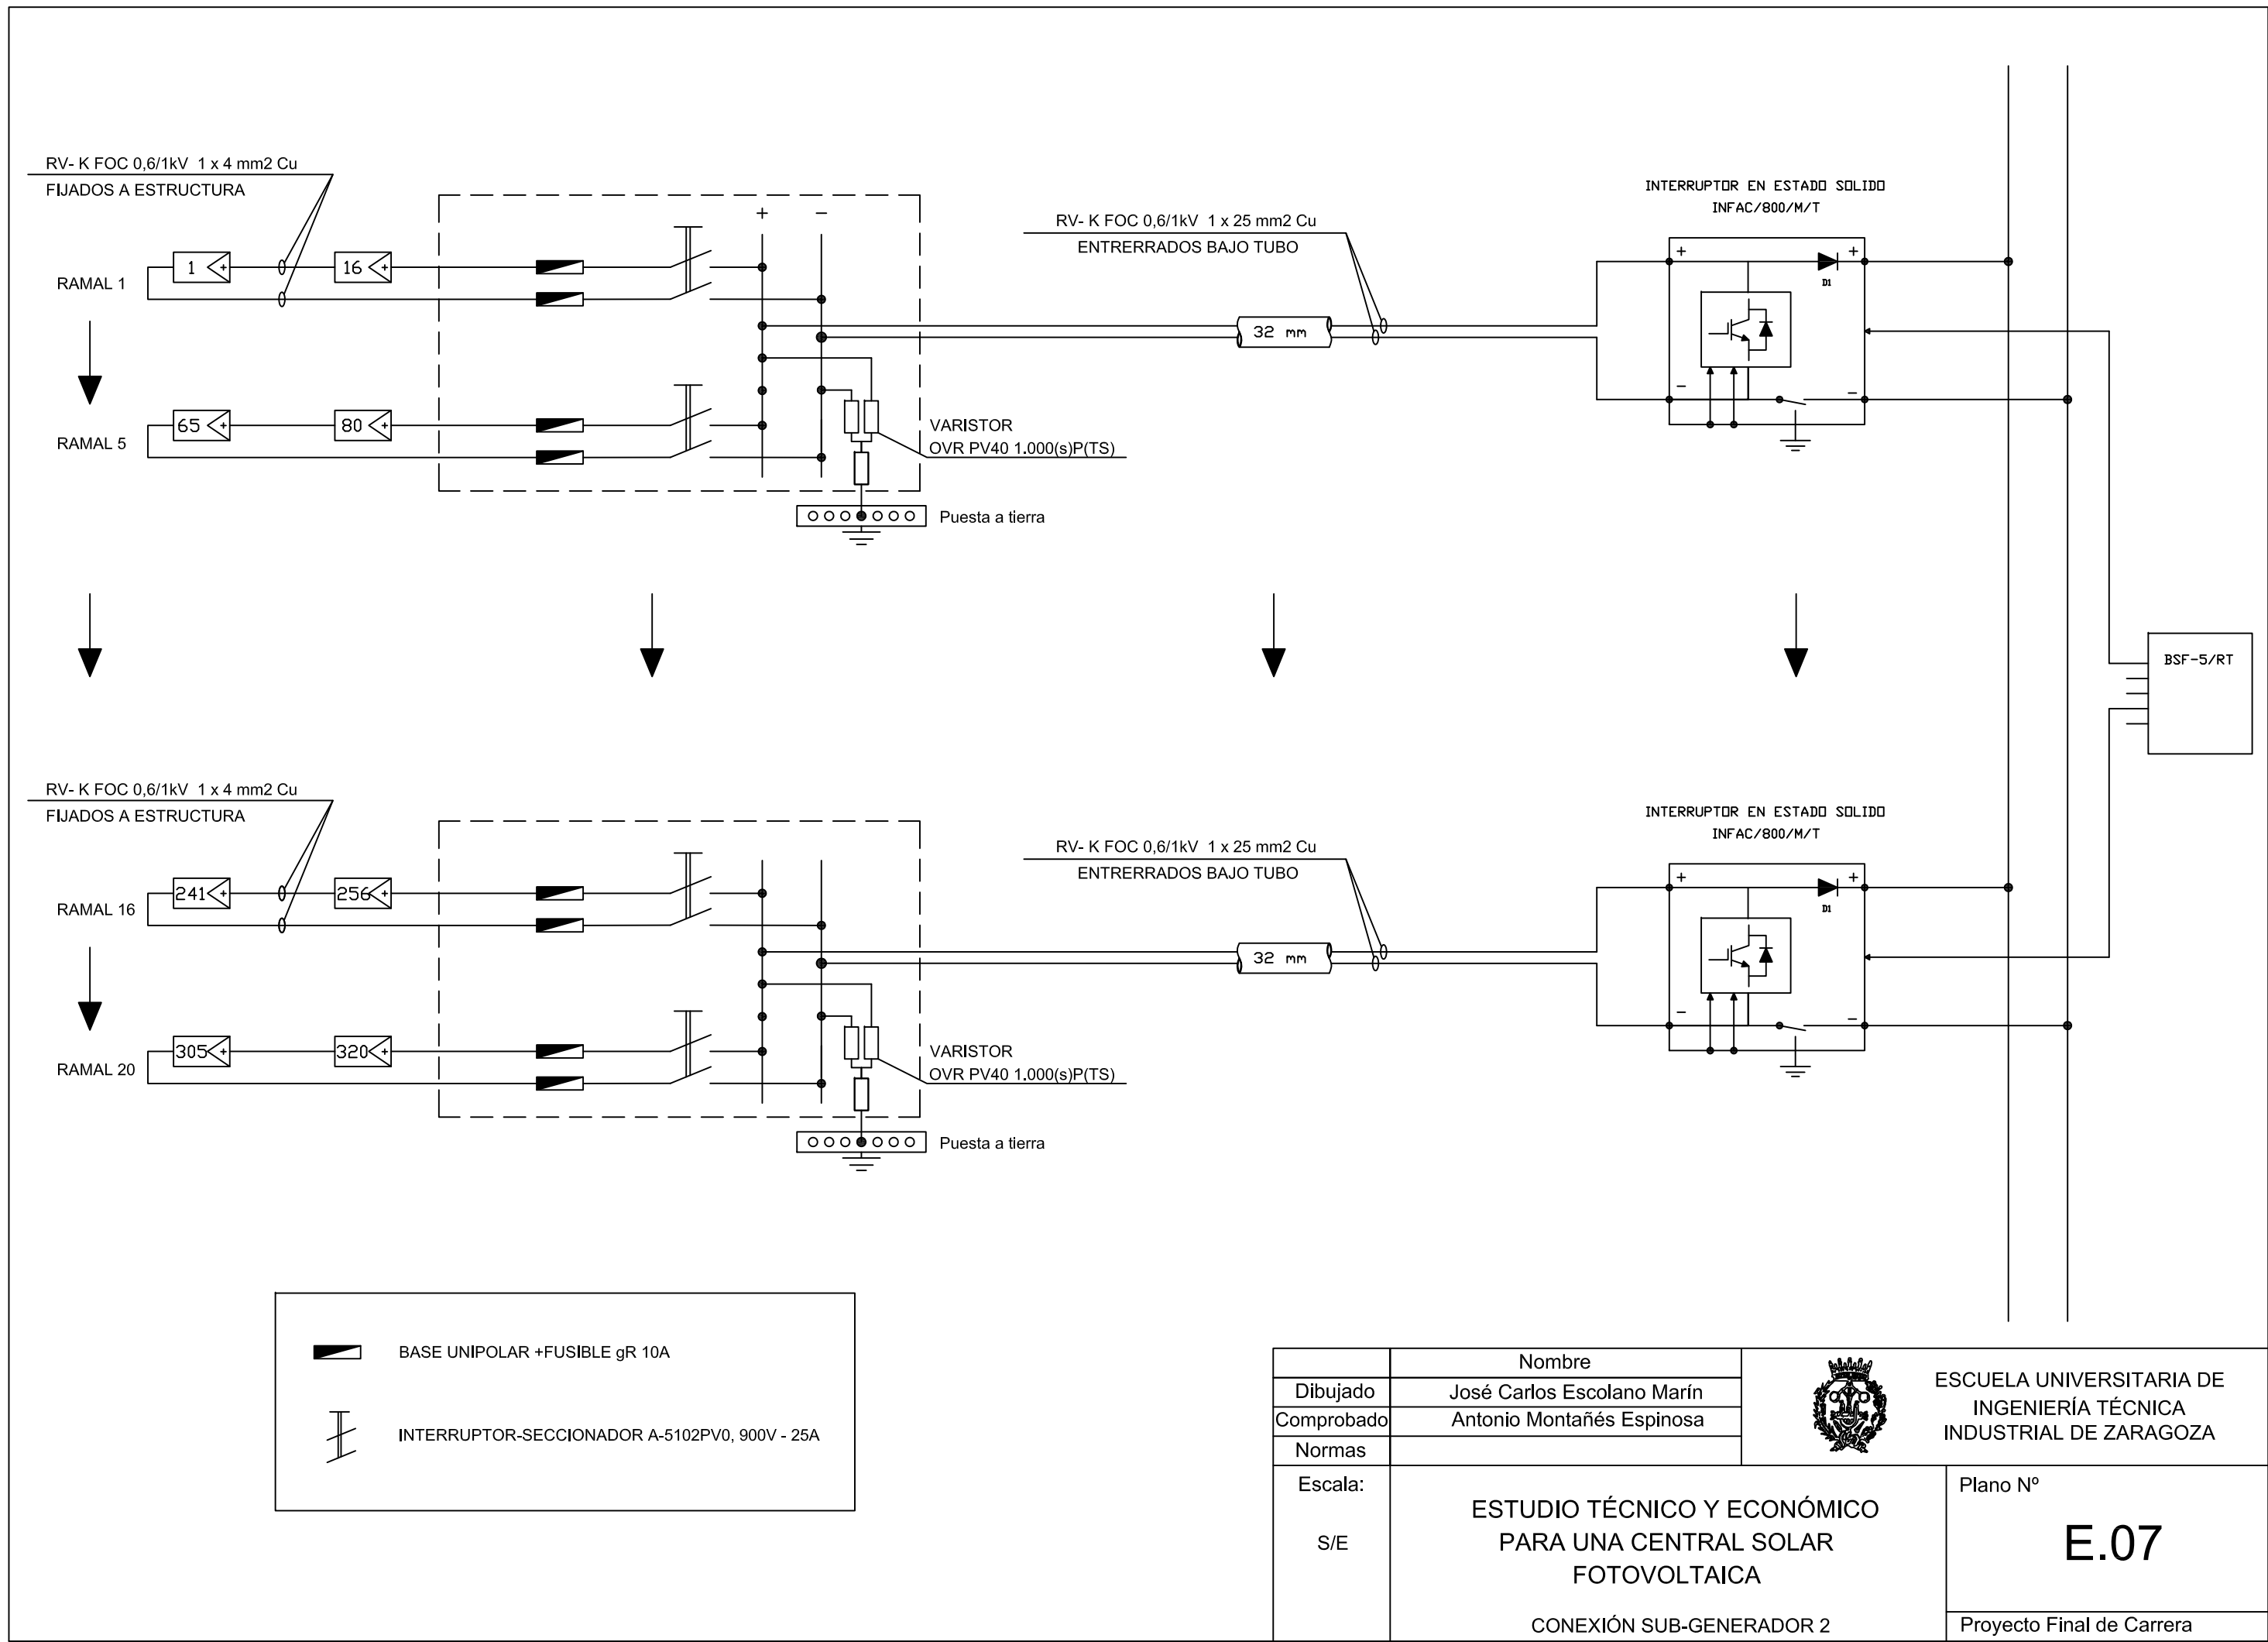 RV- K FOC 0,6/1kV 1 x 4 mm2 Cu
FIJADOS A ESTRUCTURA
RAMAL 1
1 +
16 +
+ −
RV- K FOC 0,6/1kV 1 x 25 mm2 Cu
ENTRERRADOS BAJO TUBO
32 mm
INTERRUPTOR EN ESTADO SOLIDO
INFAC/800/M/T
+ +
D1
− −
RAMAL 5
65 +
80 +
VARISTOR
OVR PV40 1.000(s)P(TS)
Puesta a tierra
BSF-5/RT
RV- K FOC 0,6/1kV 1 x 4 mm2 Cu
FIJADOS A ESTRUCTURA
RAMAL 16
241 +
256 +
RV- K FOC 0,6/1kV 1 x 25 mm2 Cu
ENTRERRADOS BAJO TUBO
32 mm
INTERRUPTOR EN ESTADO SOLIDO
INFAC/800/M/T
+ +
D1
− −
RAMAL 20
305 +
320 +
VARISTOR
OVR PV40 1.000(s)P(TS)
Puesta a tierra
BASE UNIPOLAR +FUSIBLE gR 10A
INTERRUPTOR-SECCIONADOR A-5102PV0, 900V - 25A
Nombre
Dibujado José Carlos Escolano Marín
Comprobado Antonio Montañés Espinosa
Normas
ESCUELA UNIVERSITARIA DE
INGENIERÍA TÉCNICA
INDUSTRIAL DE ZARAGOZA
Escala:
S/E
ESTUDIO TÉCNICO Y ECONÓMICO
PARA UNA CENTRAL SOLAR
FOTOVOLTAICA
CONEXIÓN SUB-GENERADOR 2
Plano Nº
E.07
Proyecto Final de Carrera